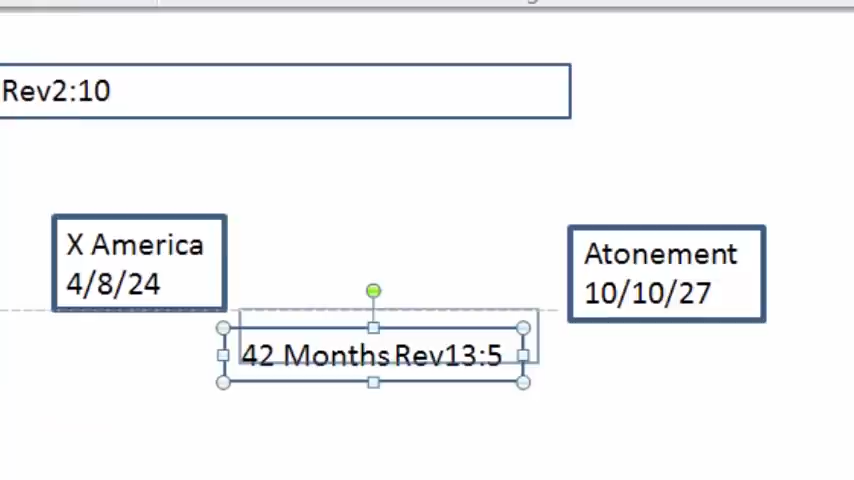 Rev2:10
X America
4/8/24
Atonement
10/10/27
42 Months Rev13:5